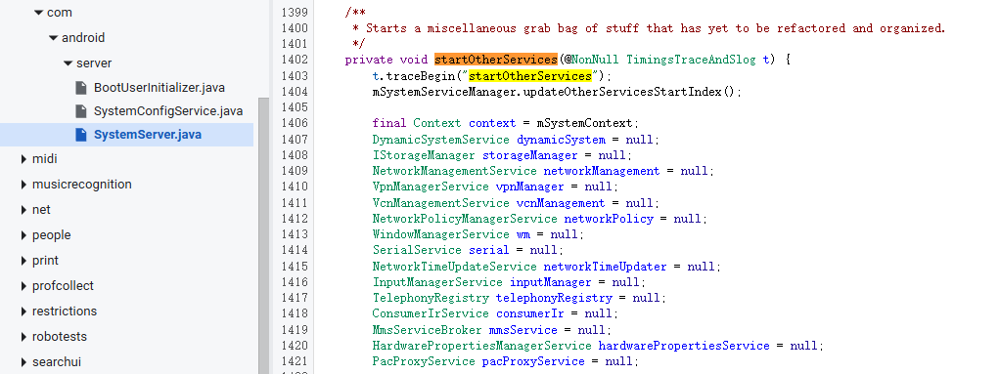 com
android
server
BootUserInitializer.java
SystemConfigService.java
SystemServer.java
midi
musicrecognition
net
people
print
profcollect
restrictions
robotests
searchui
1399 /**
1400 * Starts a miscellaneous grab bag of stuff that has yet to be refactored and organized.
1401 */
1402 private void startOtherServices(@NonNull TimingsTraceAndSlog t) {
1403 t.traceBegin("startOtherServices");
1404 mSystemServiceManager.updateOtherServicesStartIndex();
1405
1406 final Context context = mSystemContext;
1407 DynamicSystemService dynamicSystem = null;
1408 IStorageManager storageManager = null;
1409 NetworkManagementService networkManagement = null;
1410 VpnManagerService vpnManager = null;
1411 VcnManagementService vcnManagement = null;
1412 NetworkPolicyManagerService networkPolicy = null;
1413 WindowManagerService wm = null;
1414 SerialService serial = null;
1415 NetworkTimeUpdateService networkTimeUpdater = null;
1416 InputManagerService inputManager = null;
1417 TelephonyRegistry telephonyRegistry = null;
1418 ConsumerIrService consumerIr = null;
1419 MmsServiceBroker mmsService = null;
1420 HardwarePropertiesManagerService hardwarePropertiesService = null;
1421 PacProxyService pacProxyService = null;